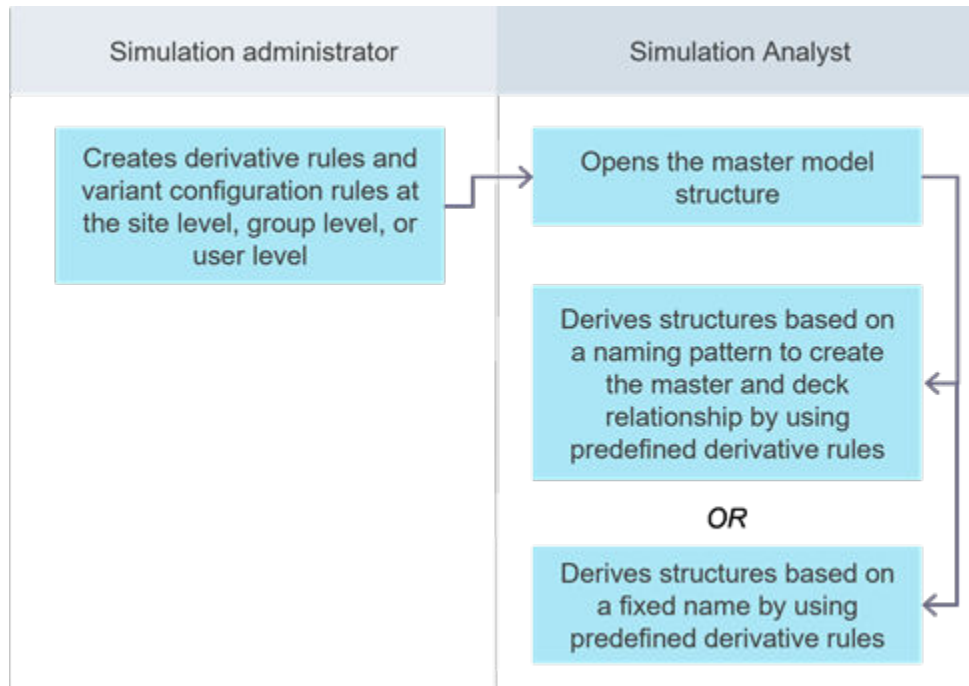 Simulation administrator
Simulation Analyst
Creates derivative rules and
variant configuration rules at
the site level, group level, or
user level
Opens the master model
structure
Derives structures based on
a naming pattern to create
the master and deck
relationship by using
predefined derivative rules
OR
Derives structures based on
a fixed name by using
predefined derivative rules